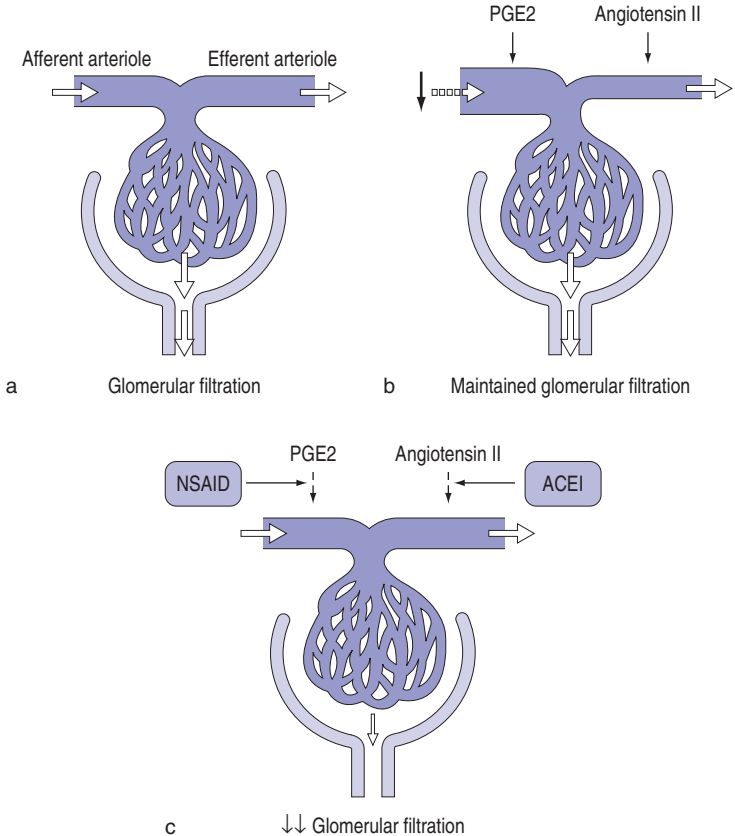 PGE2 Angiotensin II
Afferent arteriole Efferent arteriole
a Glomerular filtration
b Maintained glomerular filtration
PGE2 Angiotensin II
NSAID ACEI
c ↓↓ Glomerular filtration